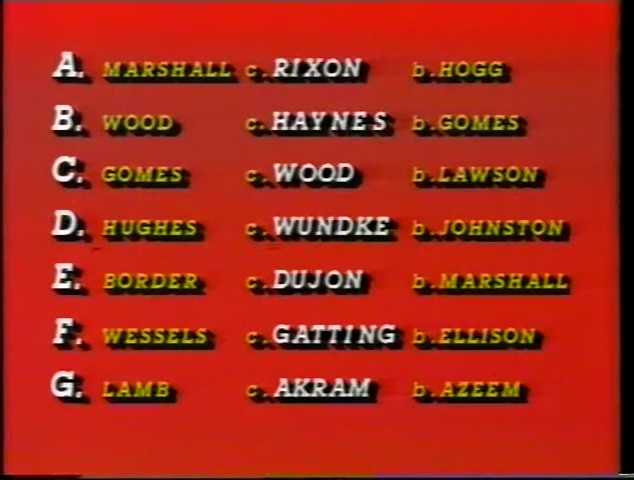 A. MARSHALL c. RIXON b. HOGG
B. WOOD c. HAYNES b. GOMES
C. GOMES c. WOOD b. LAWSON
D. HUGHES c. WUNDKE b. JOHNSTON
E. BORDER c. DUJON b. MARSHALL
F. WESSELS c. GATTING b. ELLISON
G. LAMB c. AKRAM b. AZEEM